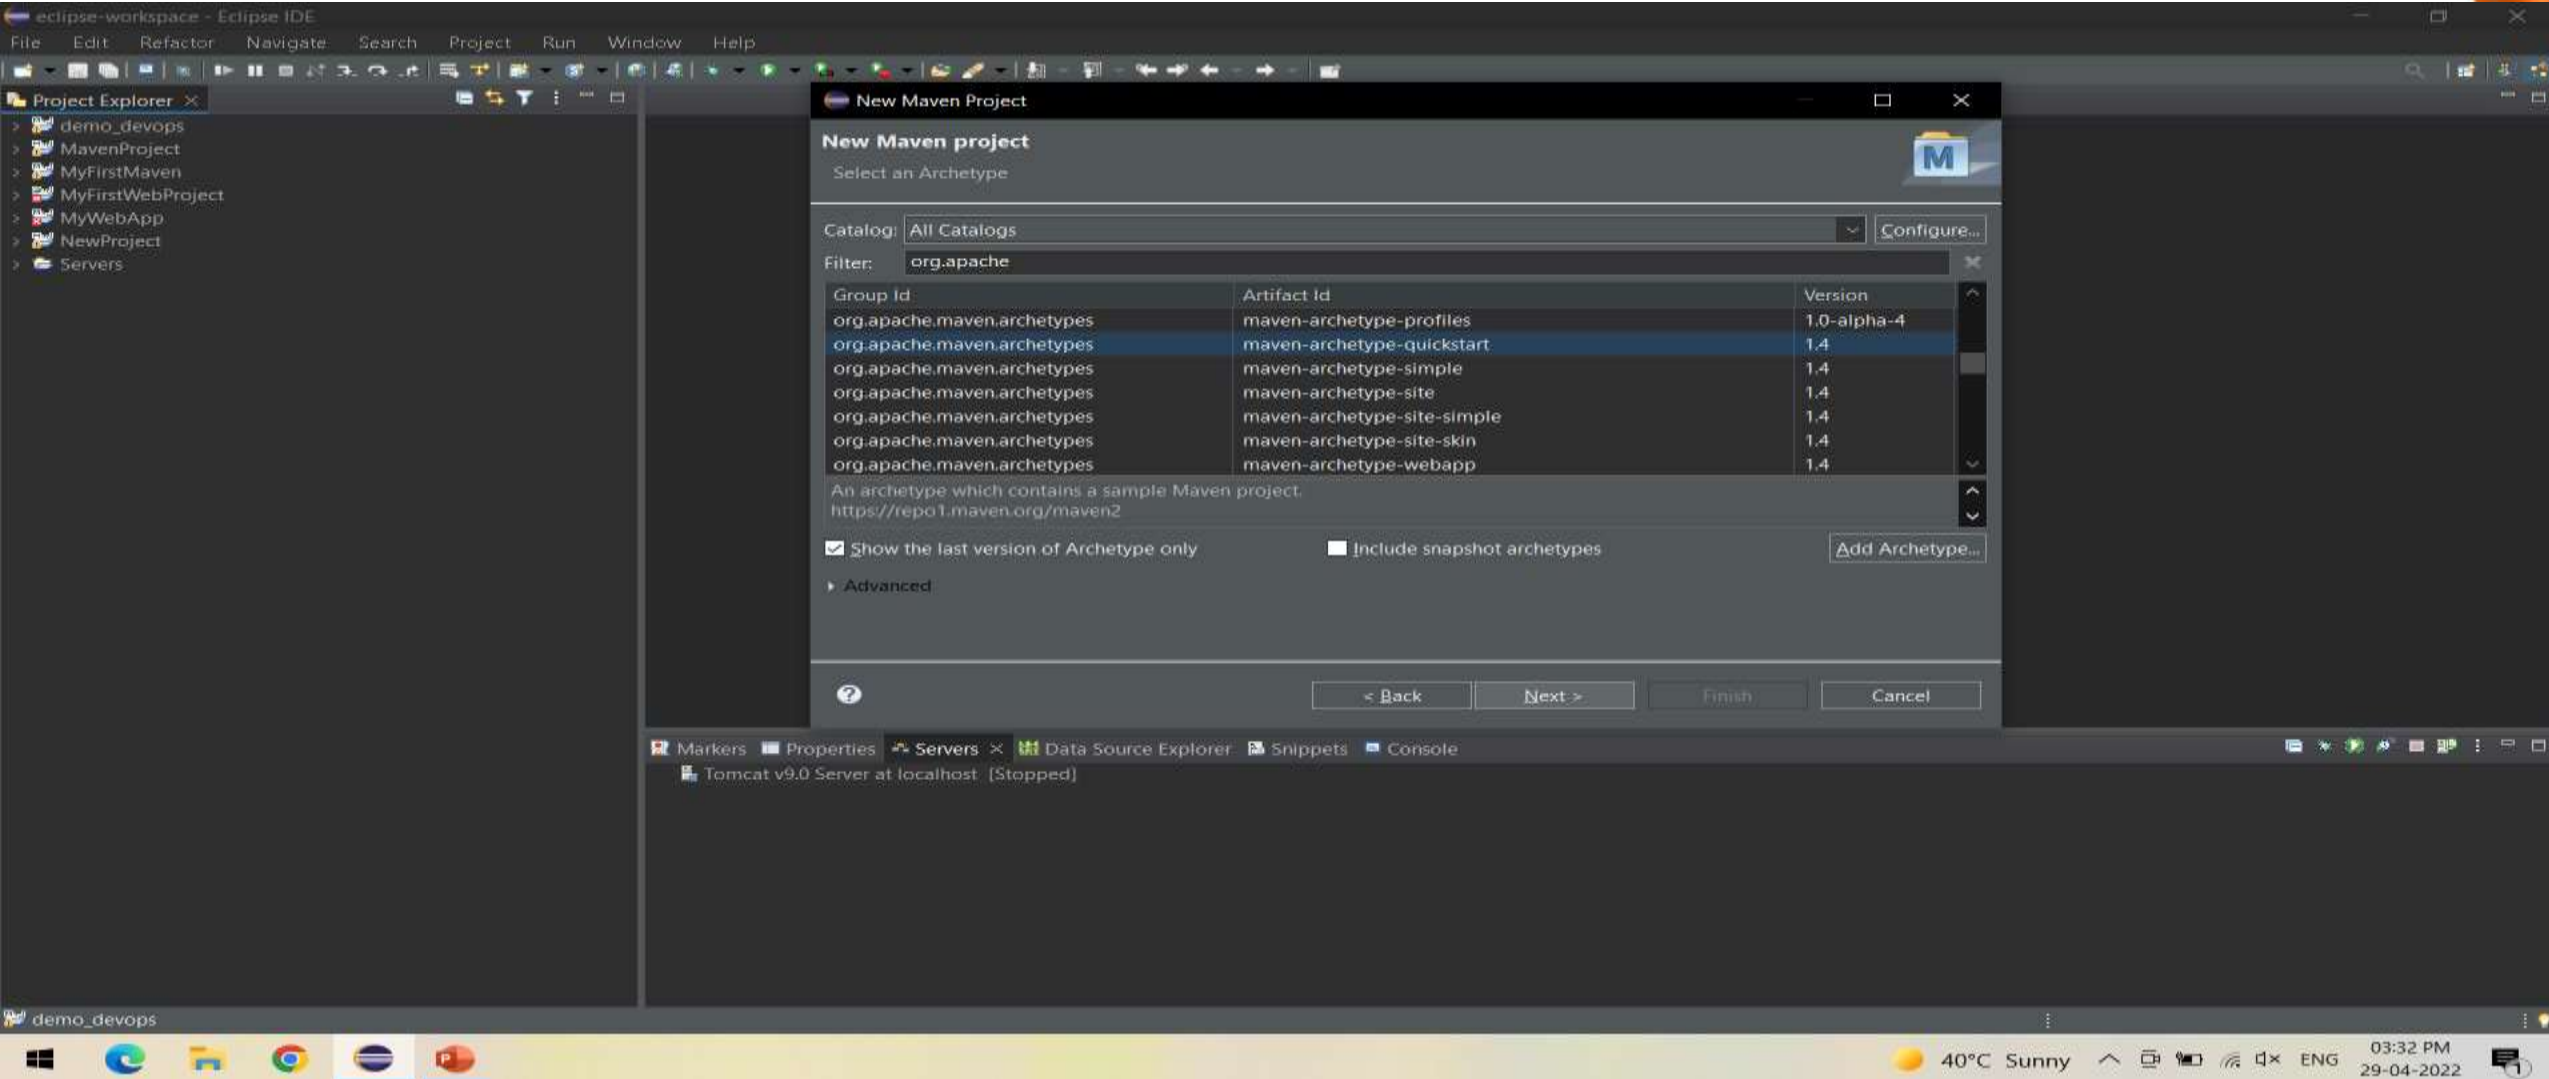 eclipse-workspace - Eclipse IDE
File Edit Refactor Navigate Search Project Run Window Help
Project Explorer
demo_devops
MavenProject
MyFirstMaven
MyFirstWebProject
MyWebApp
NewProject
Servers
New Maven Project
New Maven project
Select an Archetype
M
Catalog: All Catalogs Configure...
Filter: org.apache
Group Id Artifact Id Version
org.apache.maven.archetypes maven-archetype-profiles 1.0-alpha-4
org.apache.maven.archetypes maven-archetype-quickstart 1.4
org.apache.maven.archetypes maven-archetype-simple 1.4
org.apache.maven.archetypes maven-archetype-site 1.4
org.apache.maven.archetypes maven-archetype-site-simple 1.4
org.apache.maven.archetypes maven-archetype-site-skin 1.4
org.apache.maven.archetypes maven-archetype-webapp 1.4
An archetype which contains a sample Maven project.
https://repo1.maven.org/maven2
Show the last version of Archetype only Include snapshot archetypes Add Archetype...
Advanced
? < Back Next > Finish Cancel
Markers Properties Servers Data Source Explorer Snippets Console
Tomcat v9.0 Server at localhost [Stopped]
demo_devops
40°C Sunny ENG 03:32 PM
29-04-2022